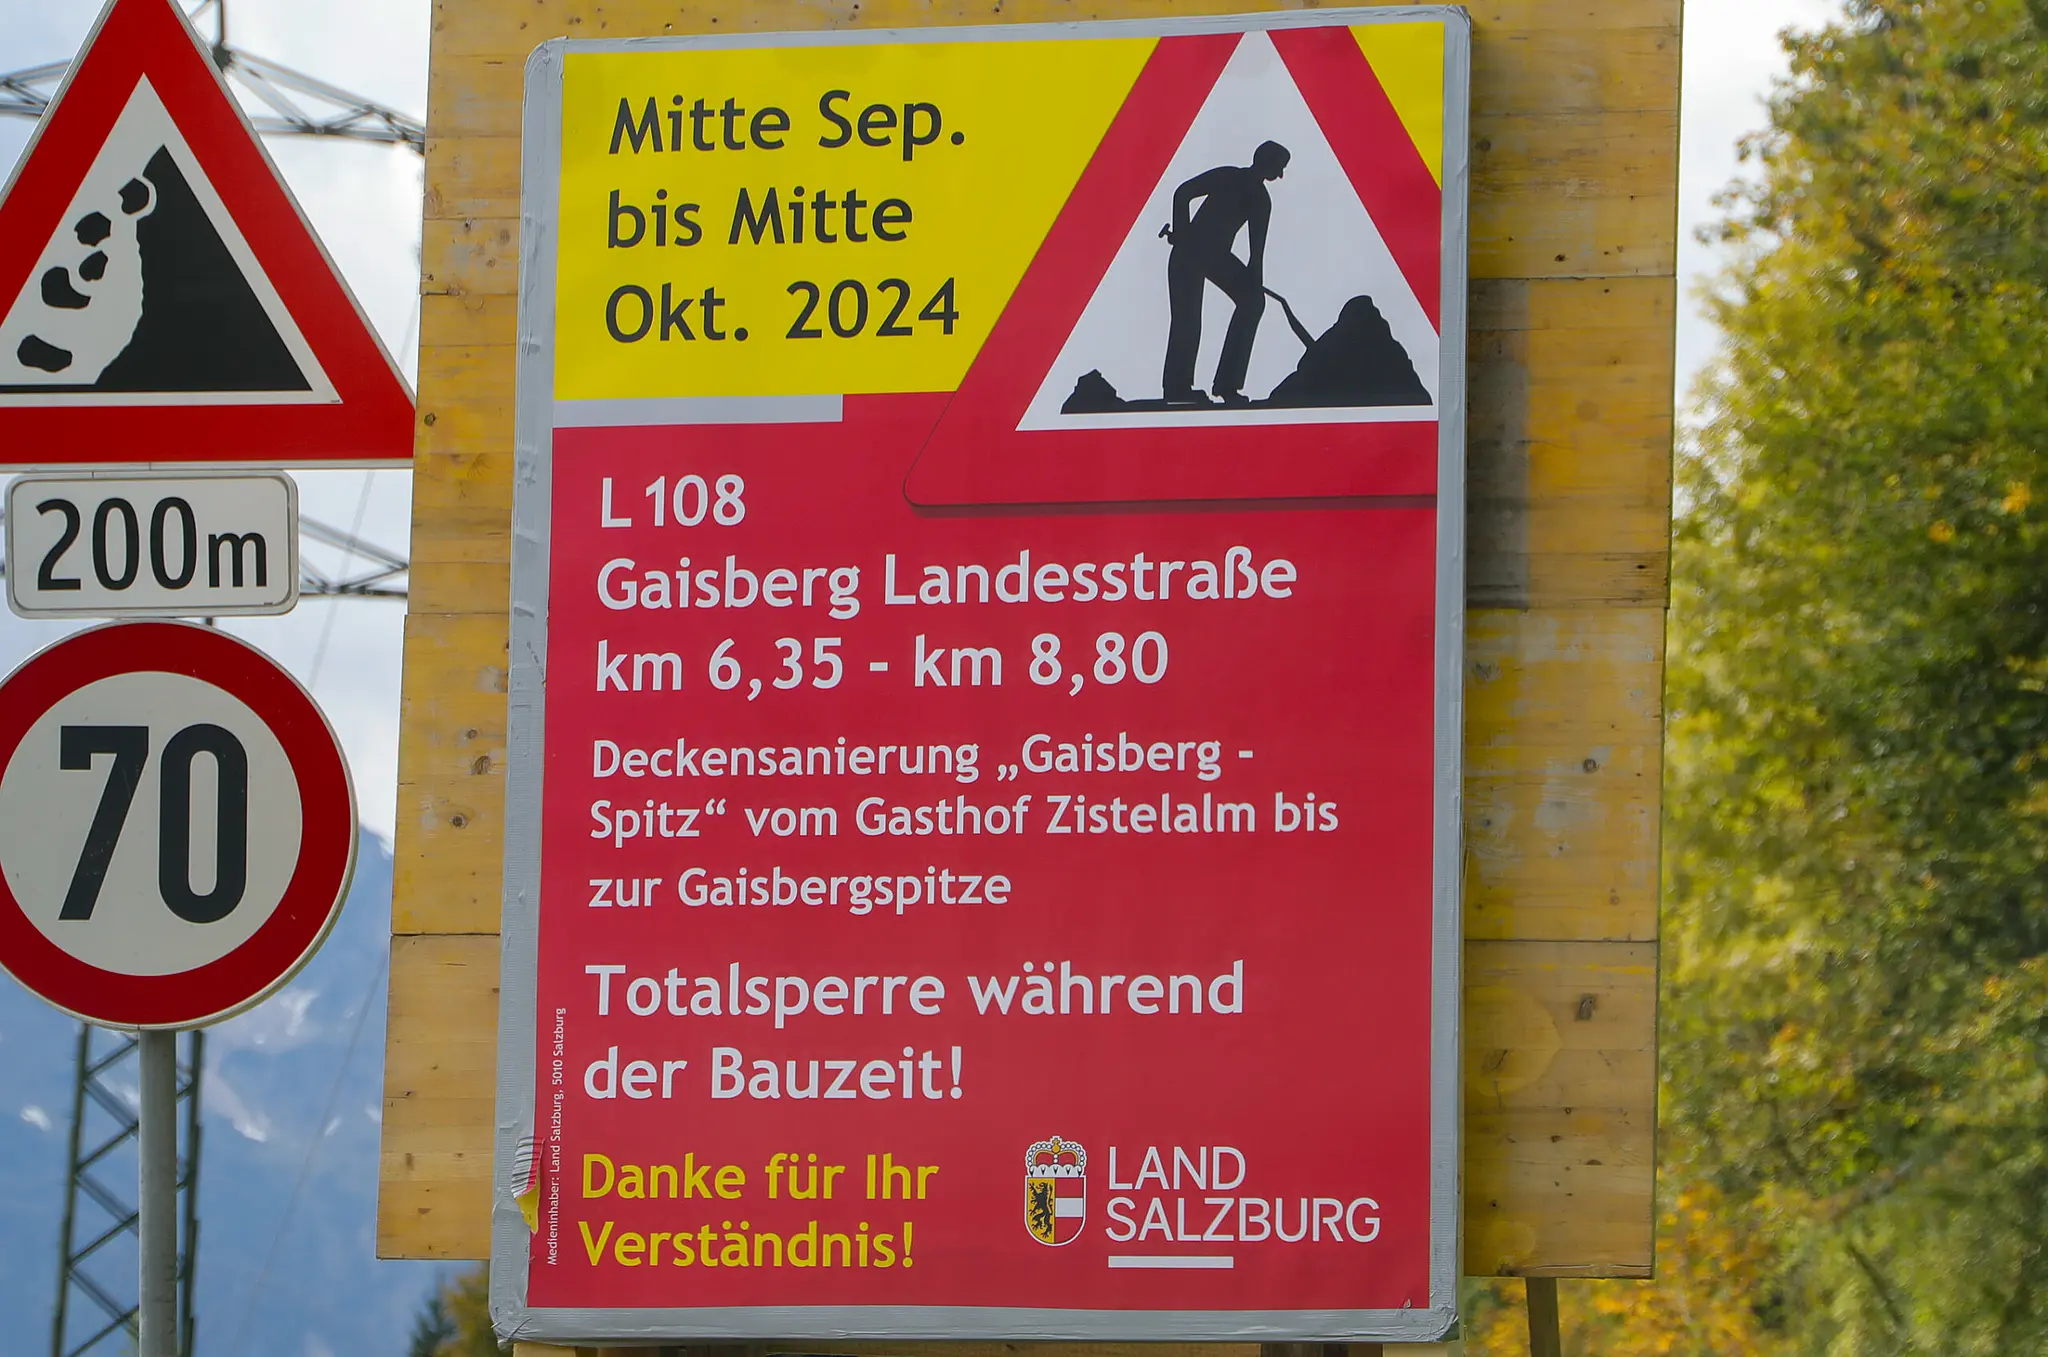 200m
70
Mitte Sep.
bis Mitte
Okt. 2024
L 108
Gaisberg Landesstraße
km 6,35 - km 8,80
Deckensanierung „Gaisberg -
Spitz“ vom Gasthof Zistelalm bis
zur Gaisbergspitze
Totalsperre während
der Bauzeit!
Danke für Ihr
Verständnis!
LAND
SALZBURG
Medieninhaber: Land Salzburg, 5010 Salzburg